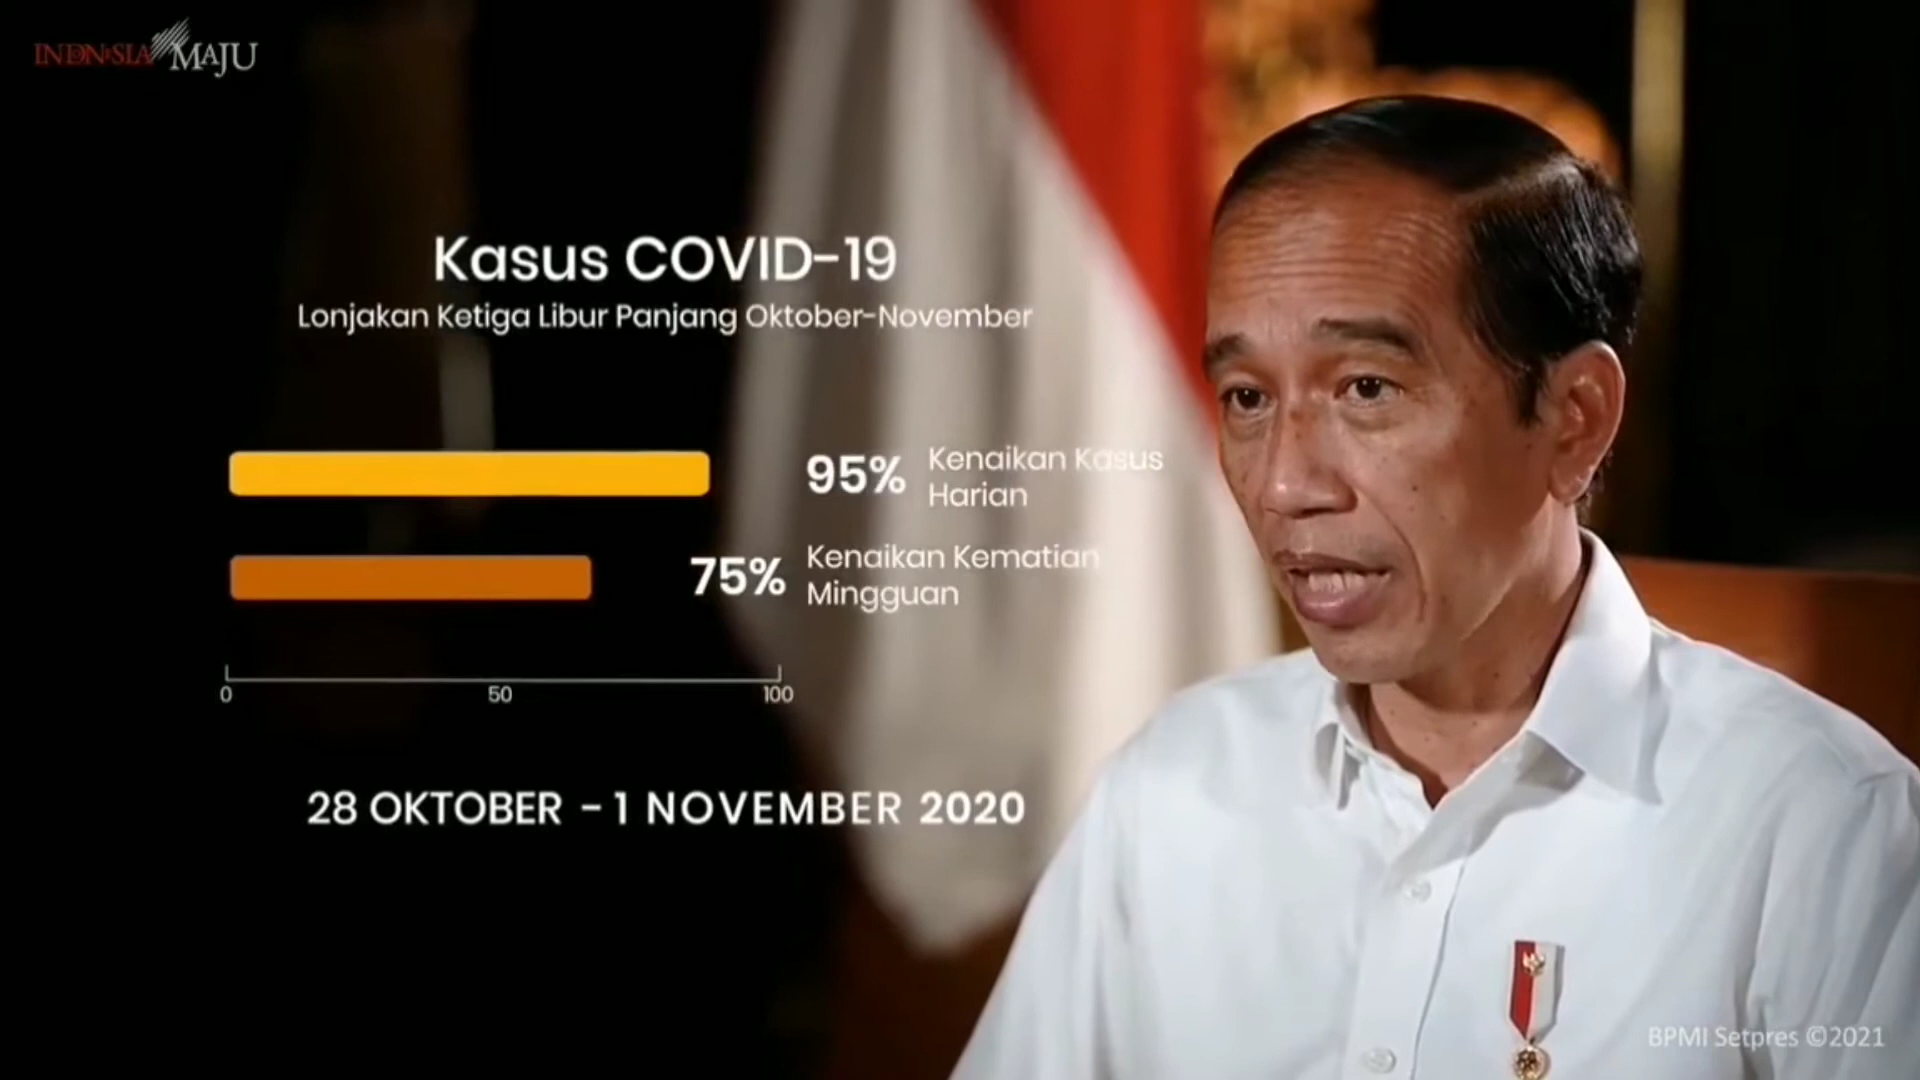 INDONESIA MAJU
Kasus COVID-19
Lonjakan Ketiga Libur Panjang Oktober-November
95% Kenaikan Kasus
Harian
75% Kenaikan Kematian
Mingguan
0 50 100
28 OKTOBER - 1 NOVEMBER 2020
BPMI Setpres ©2021